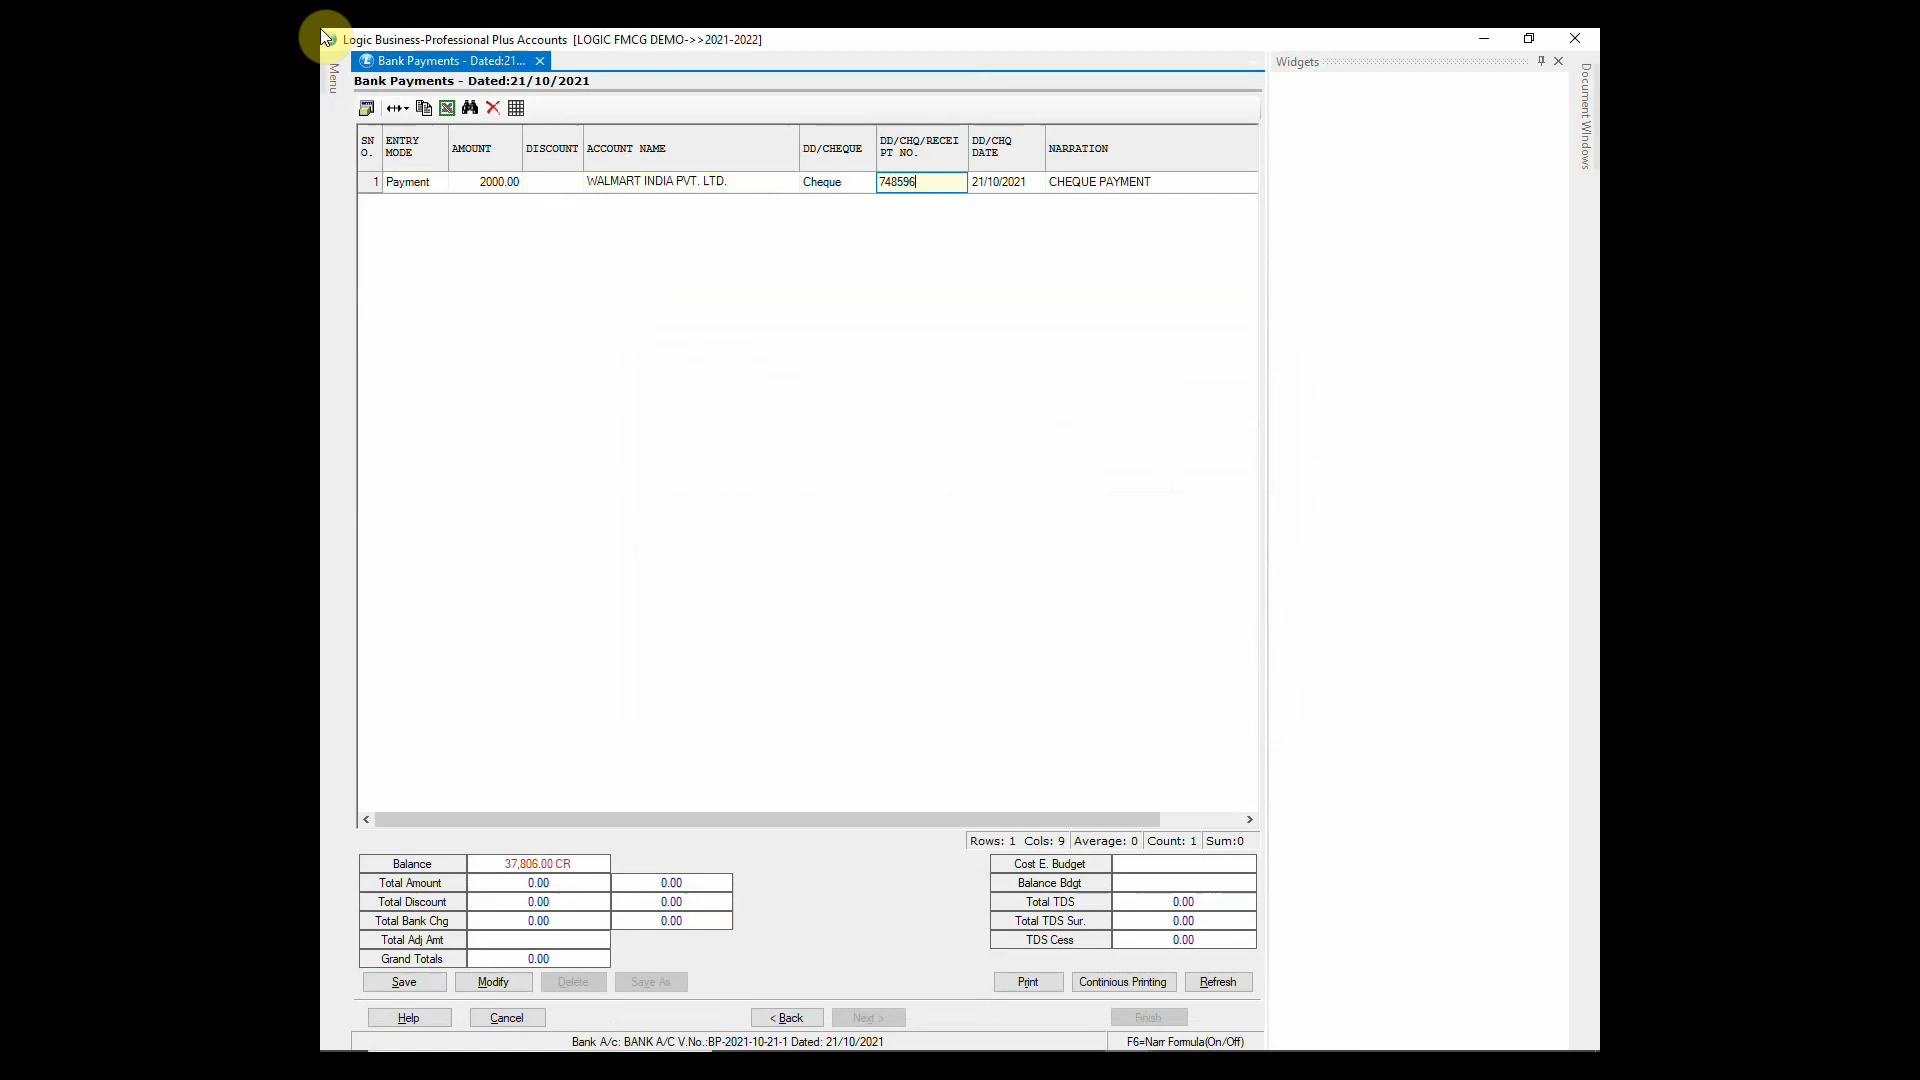 Logic Business-Professional Plus Accounts [LOGIC FMCG DEMO->>2021-2022]
Menu
Bank Payments - Dated:21...
Widgets
Document Windows
Bank Payments - Dated:21/10/2021
SN O. ENTRY MODE AMOUNT DISCOUNT ACCOUNT NAME DD/CHEQUE DD/CHQ/RECEI PT NO. DD/CHQ DATE NARRATION
1 Payment 2000.00 WALMART INDIA PVT. LTD. Cheque 748596 21/10/2021 CHEQUE PAYMENT
Rows: 1 Cols: 9 Average: 0 Count: 1 Sum:0
Balance 37,806.00 CR Cost E. Budget
Total Amount 0.00 0.00 Balance Bdgt
Total Discount 0.00 0.00 Total TDS 0.00
Total Bank Chg 0.00 0.00 Total TDS Sur. 0.00
Total Adj Amt TDS Cess 0.00
Grand Totals 0.00
Save Modify Delete Save As Print Continious Printing Refresh
Help Cancel < Back Next > Finish
Bank A/c: BANK A/C V.No.:BP-2021-10-21-1 Dated: 21/10/2021 F6=Narr Formula(On/Off)